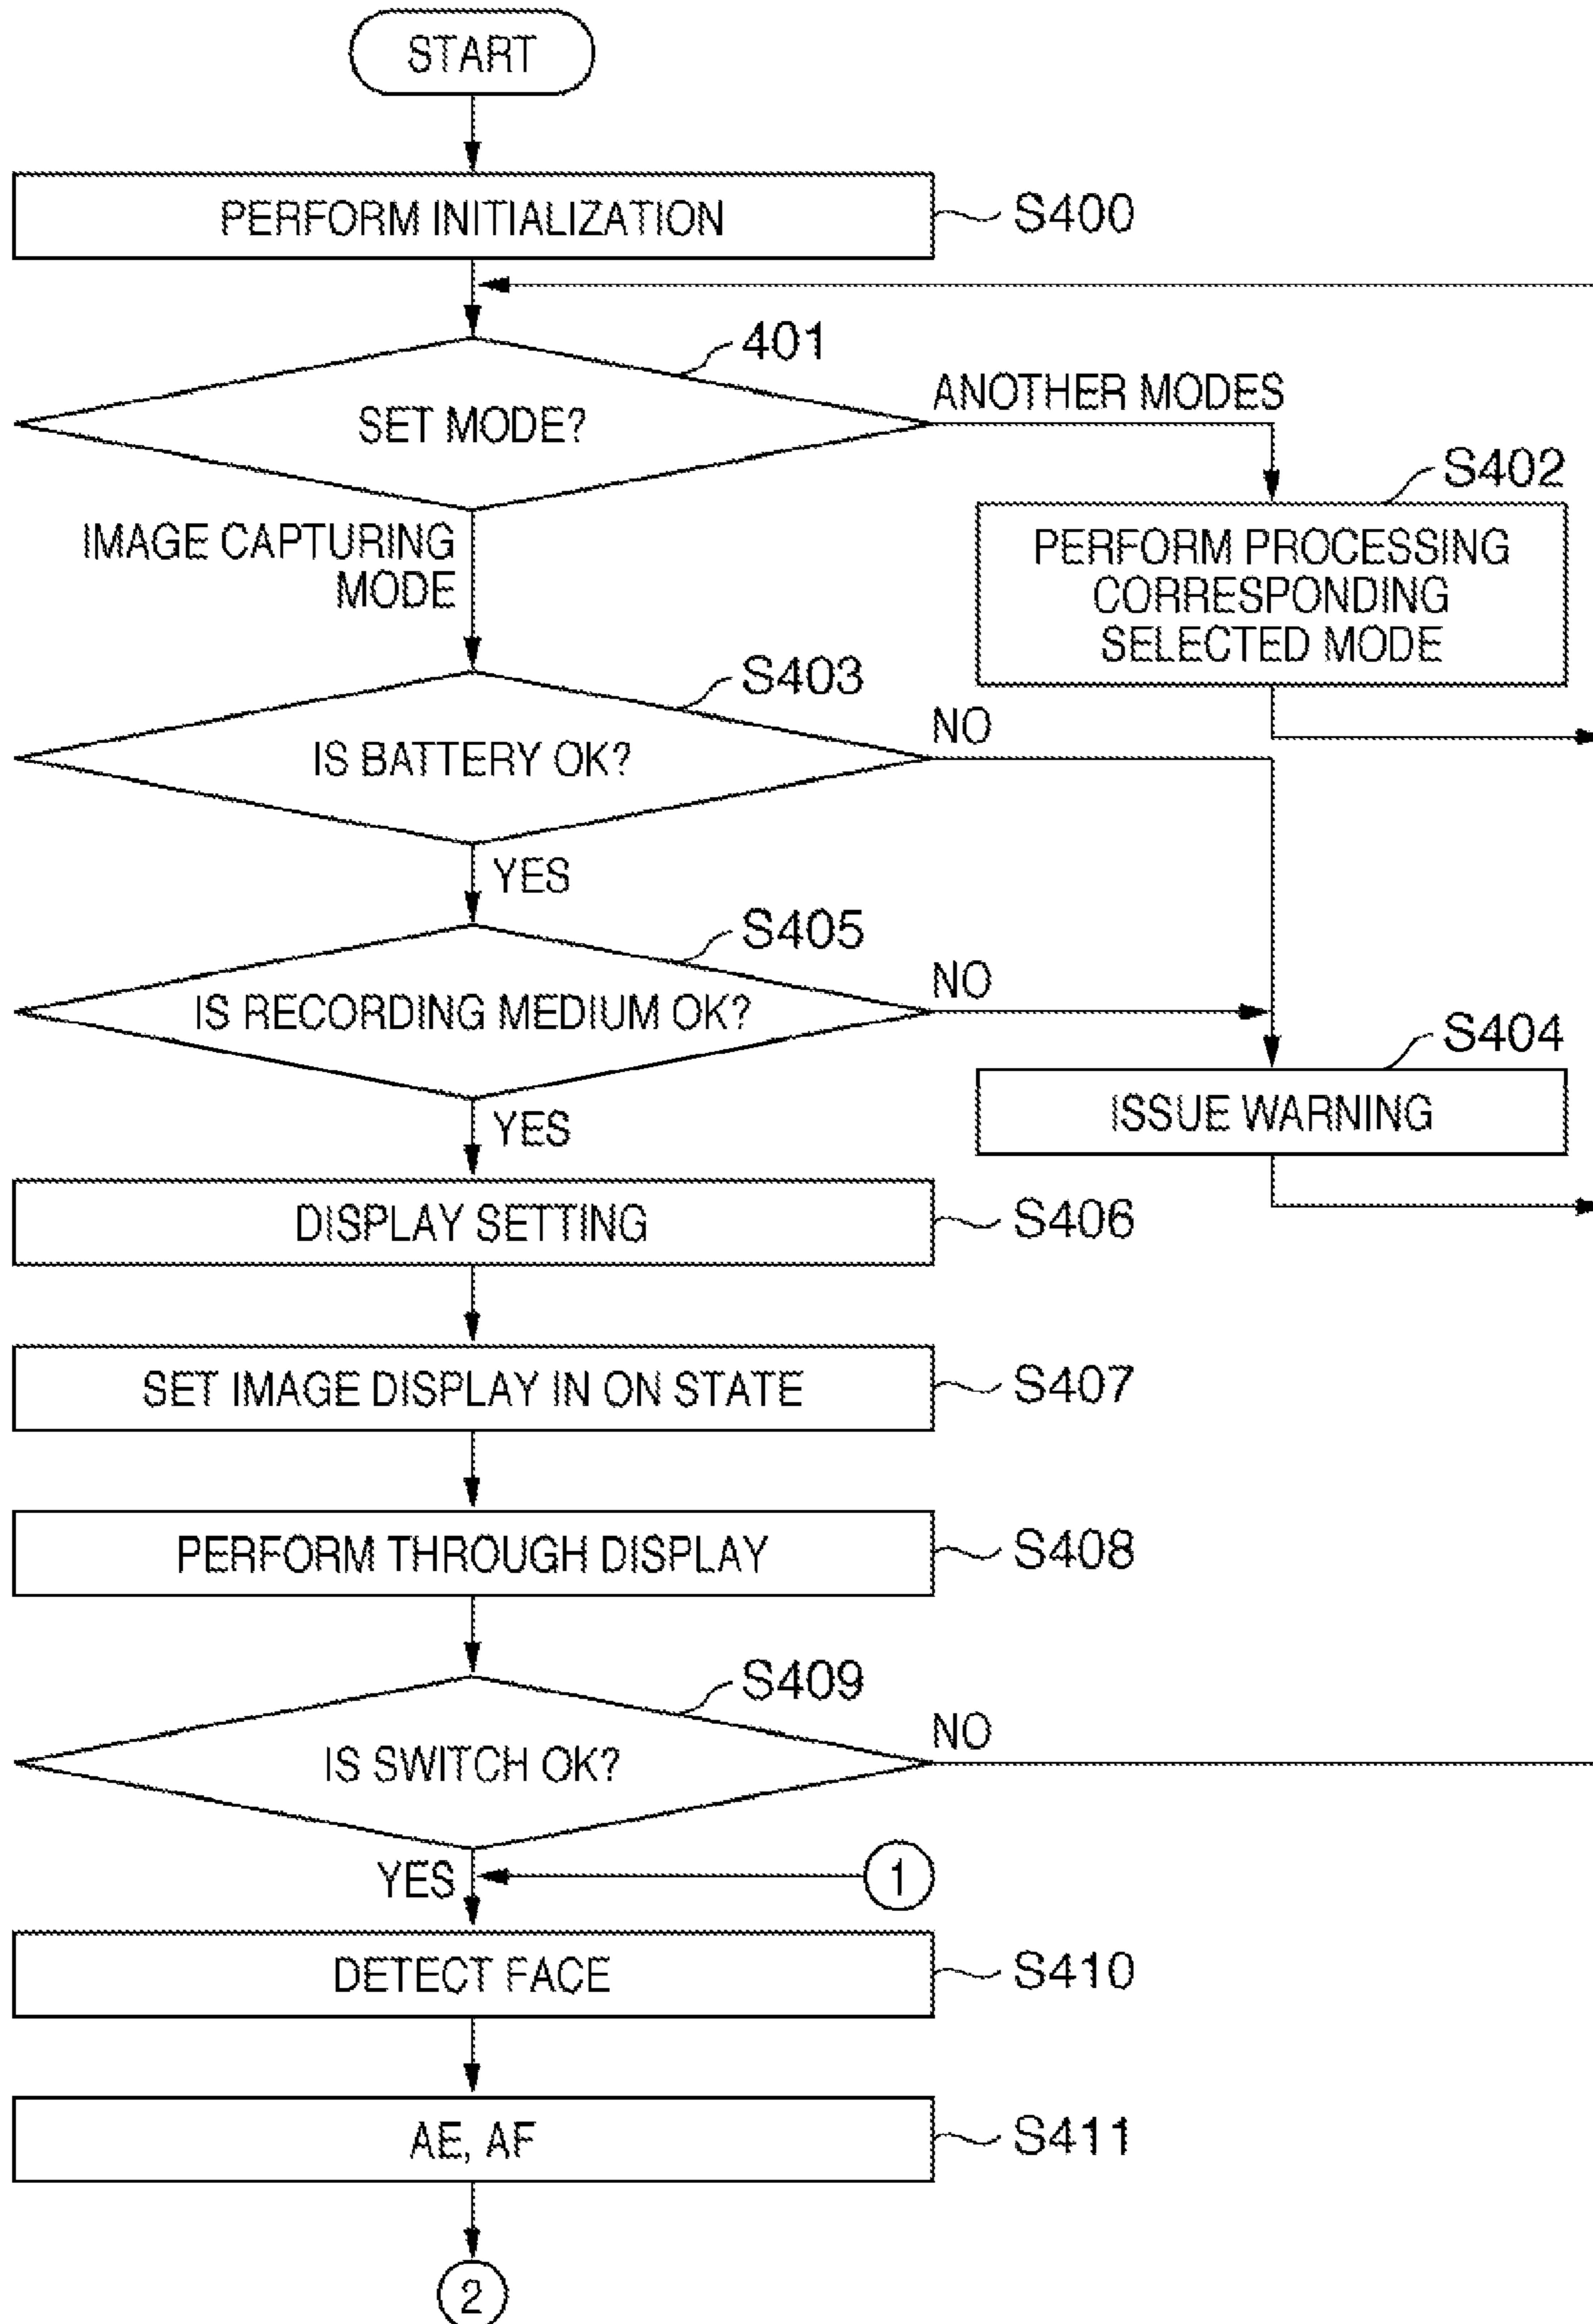 START
PERFORM INITIALIZATION
S400
401
SET MODE?
ANOTHER MODES
S402
PERFORM PROCESSING
CORRESPONDING
SELECTED MODE
IMAGE CAPTURING
MODE
S403
IS BATTERY OK?
NO
YES
S405
IS RECORDING MEDIUM OK?
NO
S404
ISSUE WARNING
YES
DISPLAY SETTING
S406
SET IMAGE DISPLAY IN ON STATE
S407
PERFORM THROUGH DISPLAY
S408
S409
IS SWITCH OK?
NO
YES
1
DETECT FACE
S410
AE, AF
S411
2